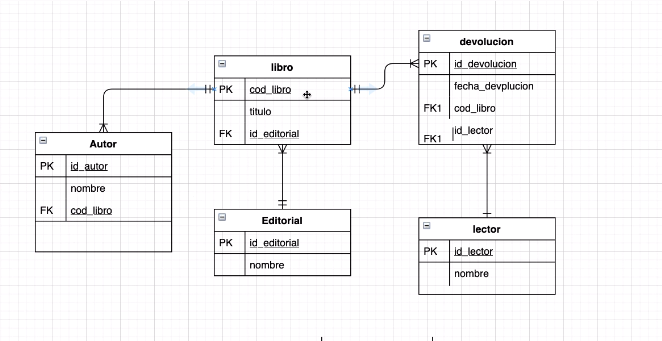 devolucion
PK id_devolucion
fecha_devplucion
FK1 cod_libro
FK1 id_lector
libro
PK cod_libro
titulo
FK id_editorial
Autor
PK id_autor
nombre
FK cod_libro
Editorial
PK id_editorial
nombre
lector
PK id_lector
nombre